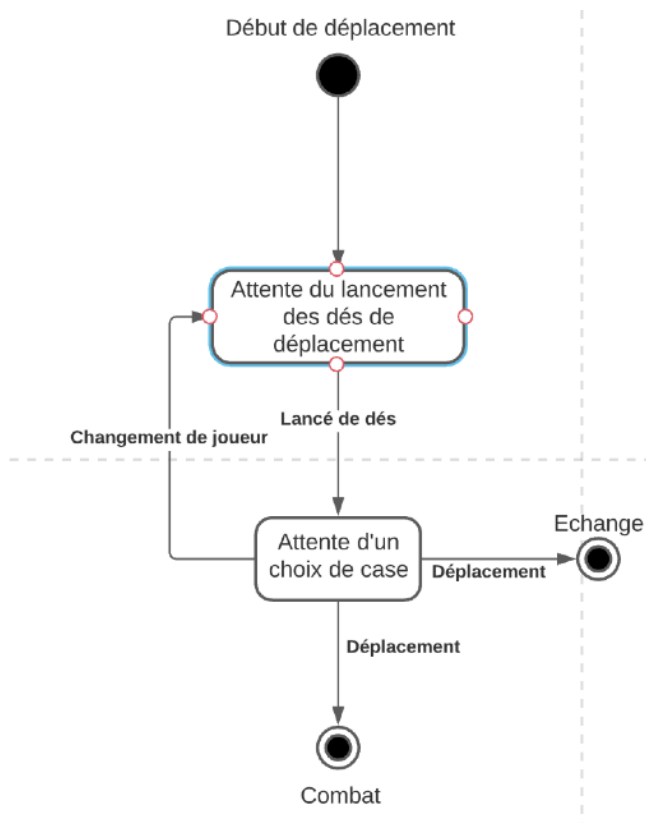 Début de déplacement
Attente du lancement
des dés de
déplacement
Lancé de dés
Changement de joueur
Echange
Attente d'un
choix de case
Déplacement
Déplacement
Combat